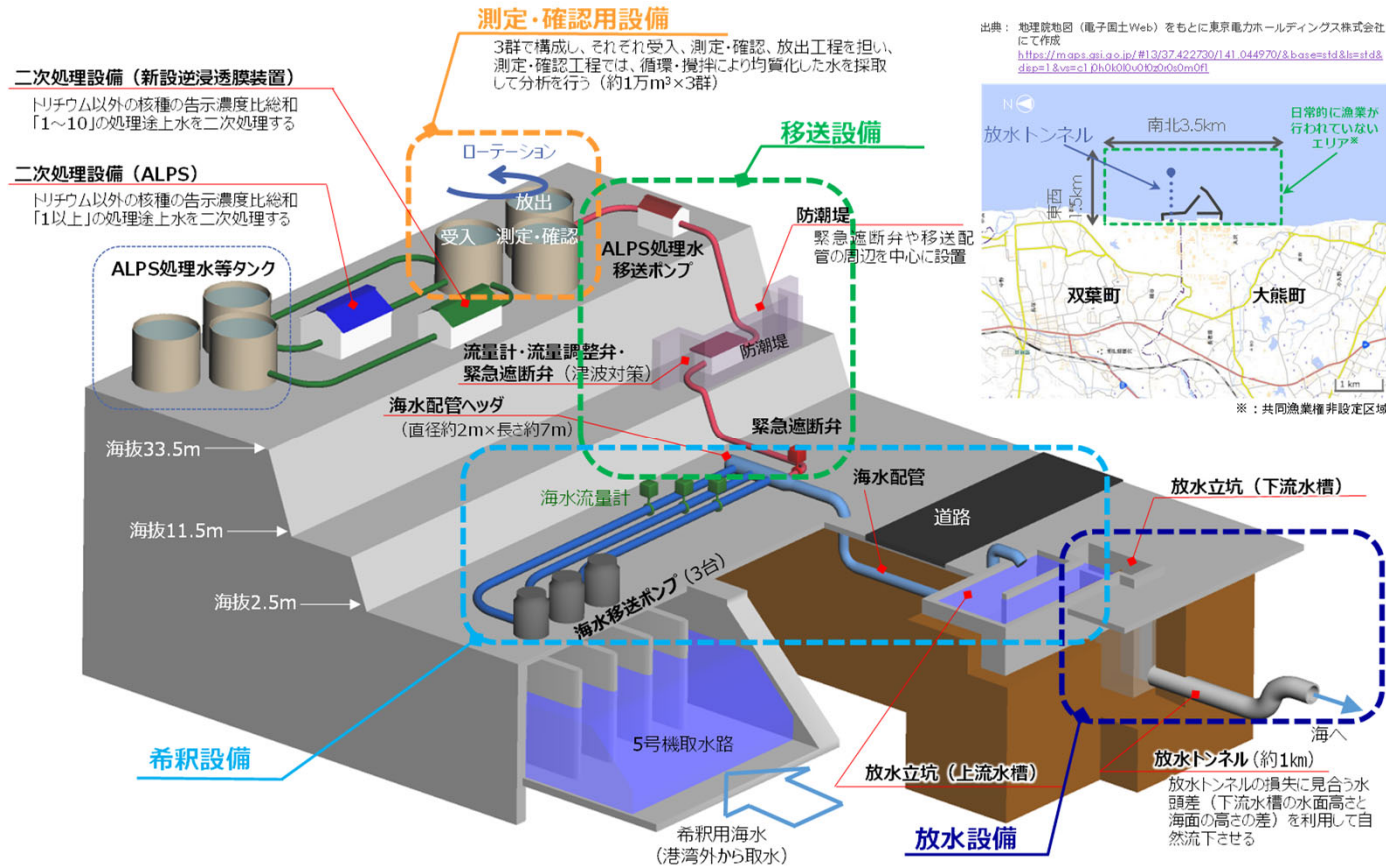 測定・確認用設備
3群で構成し、それぞれ受入、測定・確認、放出工程を担い、
測定・確認工程では、循環・攪拌により均質化した水を採取
して分析を行う（約1万m³×3群）
二次処理設備（新設逆浸透膜装置）
トリチウム以外の核種の告示濃度比総和
「1～10」の処理途上水を二次処理する
二次処理設備（ALPS）
トリチウム以外の核種の告示濃度比総和
「1以上」の処理途上水を二次処理する
ALPS処理水等タンク
ローテーション
放出
受入
測定・確認
移送設備
ALPS処理水
移送ポンプ
防潮堤
緊急遮断弁や移送配
管の周辺を中心に設置
防潮堤
流量計・流量調整弁・
緊急遮断弁（津波対策）
海水配管ヘッダ
（直径約2m×長さ約7m）
緊急遮断弁
海水流量計
海水配管
道路
放水立坑（下流水槽）
海抜33.5m
海抜11.5m
海抜2.5m
海水移送ポンプ（3台）
5号機取水路
希釈設備
希釈用海水
（港湾外から取水）
放水立坑（上流水槽）
放水設備
海へ
放水トンネル（約1km）
放水トンネルの損失に見合う水
頭差（下流水槽の水面高さと
海面の高さの差）を利用して自
然流下させる
出典： 地理院地図（電子国土Web）をもとに東京電力ホールディングス株式会社
にて作成
https://maps.gsi.go.jp/#13/37.422730/141.044970/&base=std&ls=std&
disp=1&vs=c1j0h0k0l0u0t0z0r0s0m0f1
N
放水トンネル
南北3.5km
東西
1.5km
日常的に漁業が
行われていない
エリア※
双葉町
大熊町
1 km
※：共同漁業権非設定区域